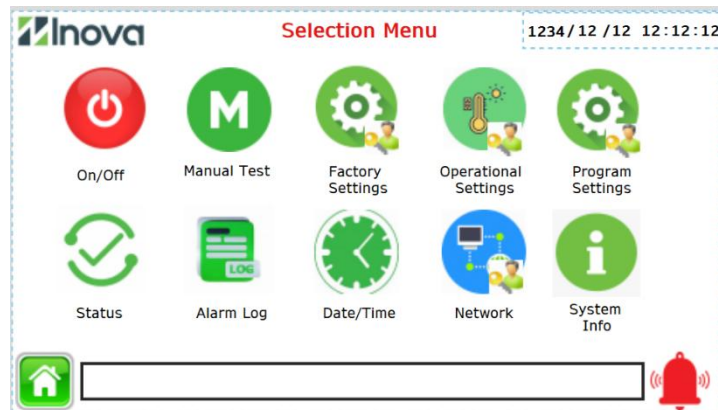 Inova
Selection Menu
1234/12/12 12:12:12
M
On/Off
Manual Test
Factory
Settings
Operational
Settings
Program
Settings
LOG
i
Status
Alarm Log
Date/Time
Network
System
Info